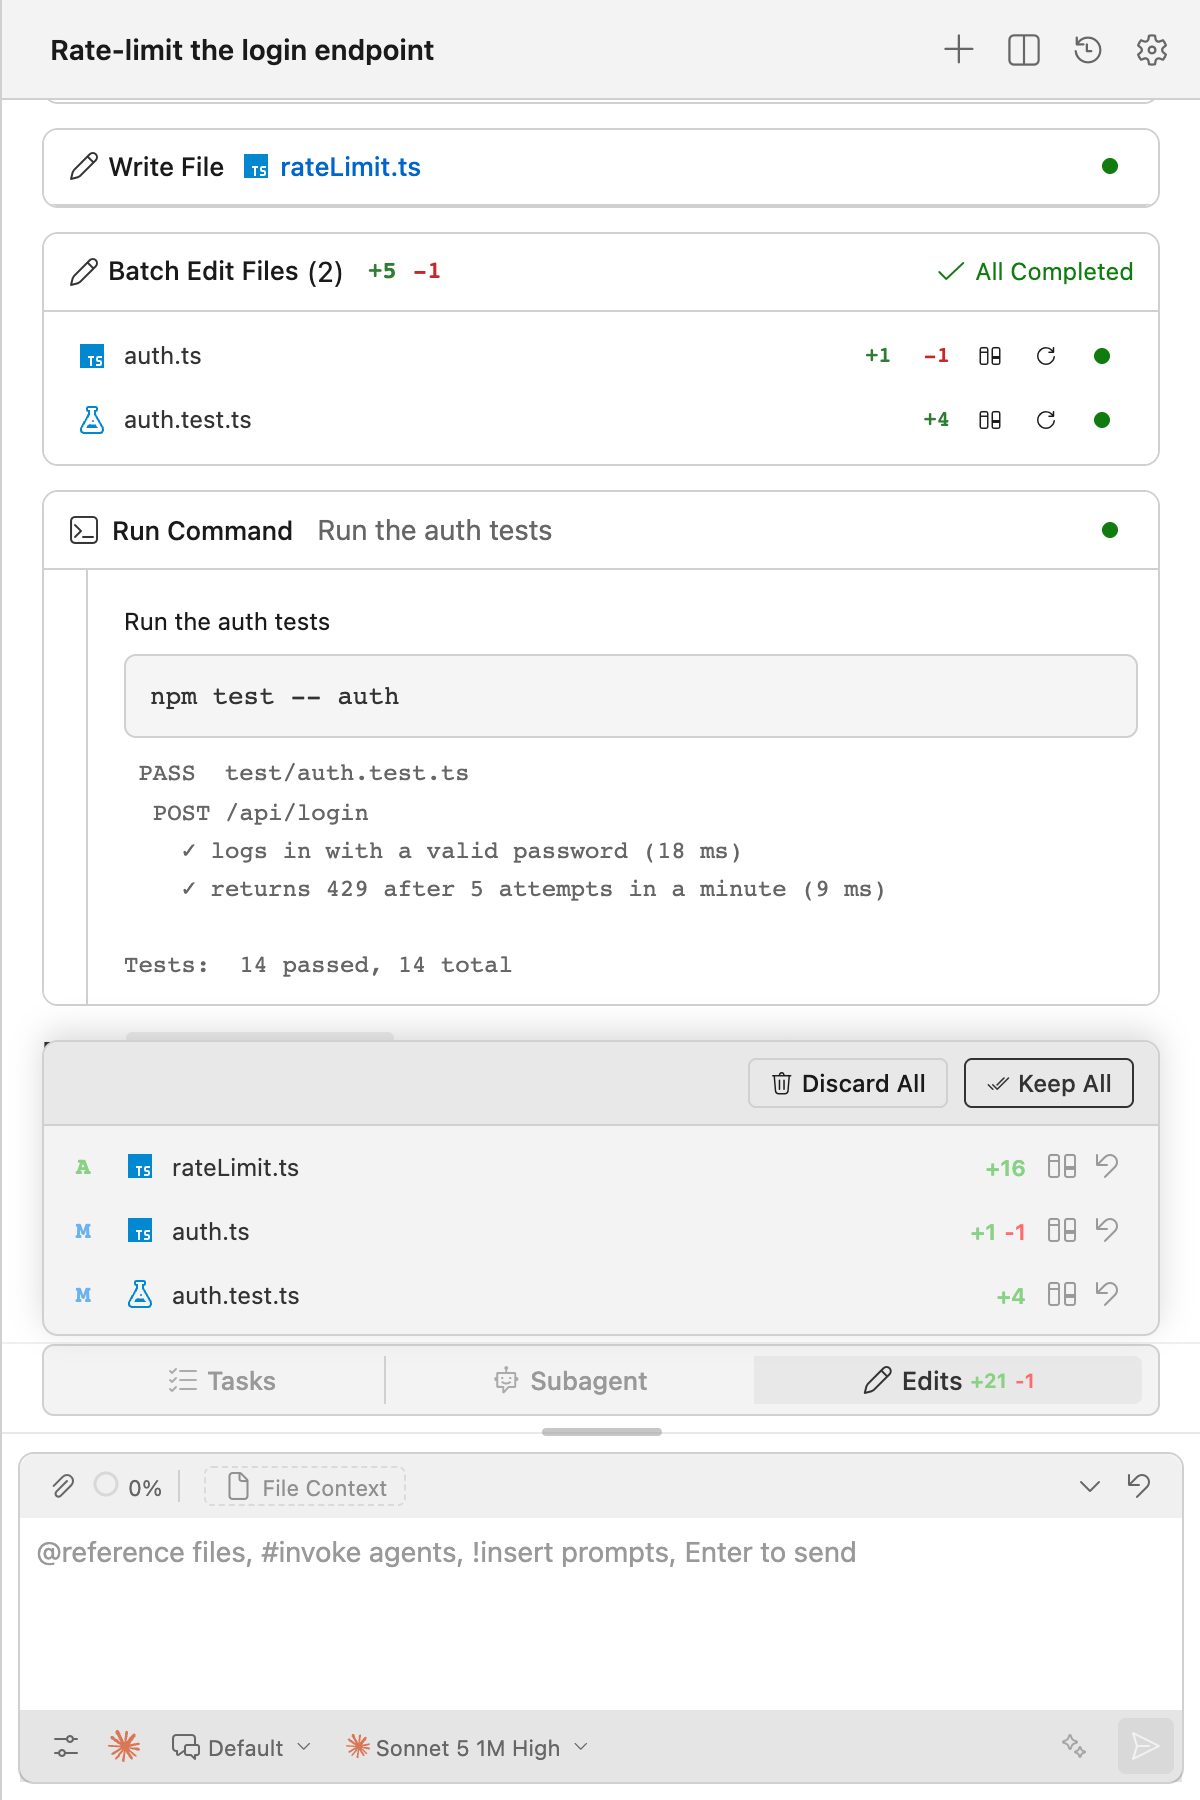 Rate-limit the login endpoint
Write File TS rateLimit.ts
Batch Edit Files (2) +5 -1 All Completed
TS auth.ts +1 -1
auth.test.ts +4
Run Command Run the auth tests
Run the auth tests
npm test -- auth
PASS test/auth.test.ts
POST /api/login
✓ logs in with a valid password (18 ms)
✓ returns 429 after 5 attempts in a minute (9 ms)
Tests: 14 passed, 14 total
Discard All Keep All
A TS rateLimit.ts +16
M TS auth.ts +1 -1
M auth.test.ts +4
Tasks Subagent Edits +21 -1
0% File Context
@reference files, #invoke agents, !insert prompts, Enter to send
Default Sonnet 5 1M High